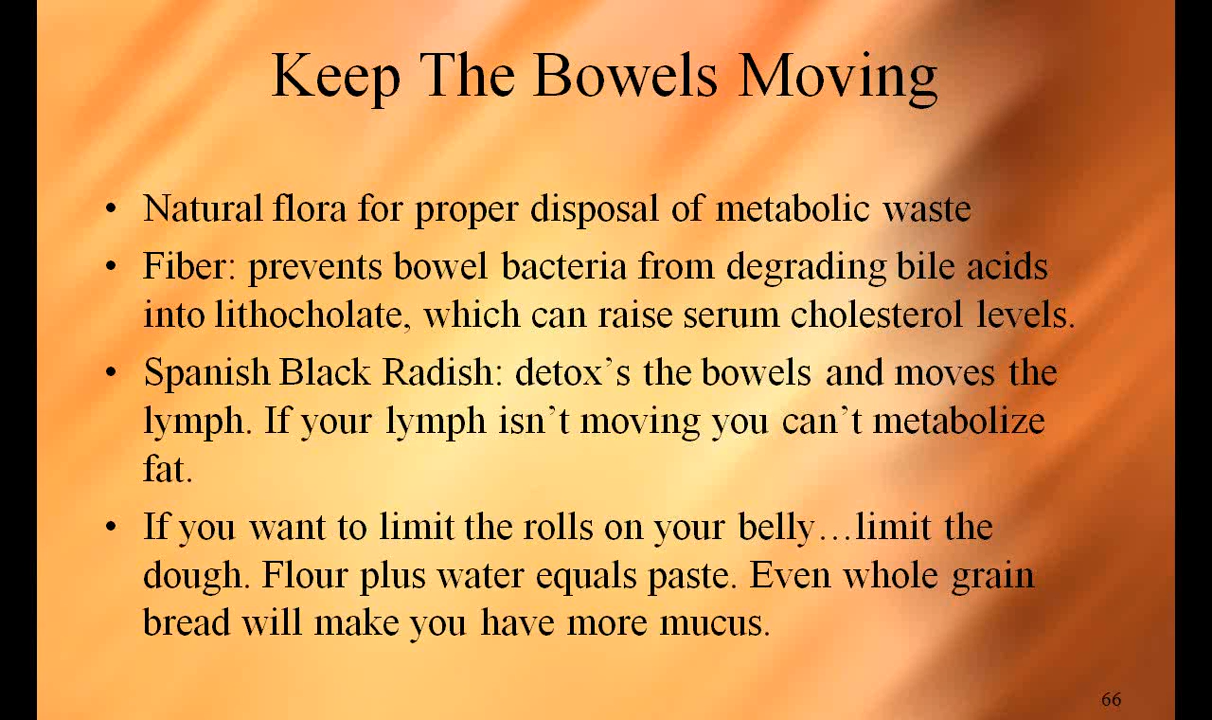 Keep The Bowels Moving
• Natural flora for proper disposal of metabolic waste
• Fiber: prevents bowel bacteria from degrading bile acids
into lithocholate, which can raise serum cholesterol levels.
• Spanish Black Radish: detox’s the bowels and moves the
lymph. If your lymph isn’t moving you can’t metabolize
fat.
• If you want to limit the rolls on your belly…limit the
dough. Flour plus water equals paste. Even whole grain
bread will make you have more mucus.
66